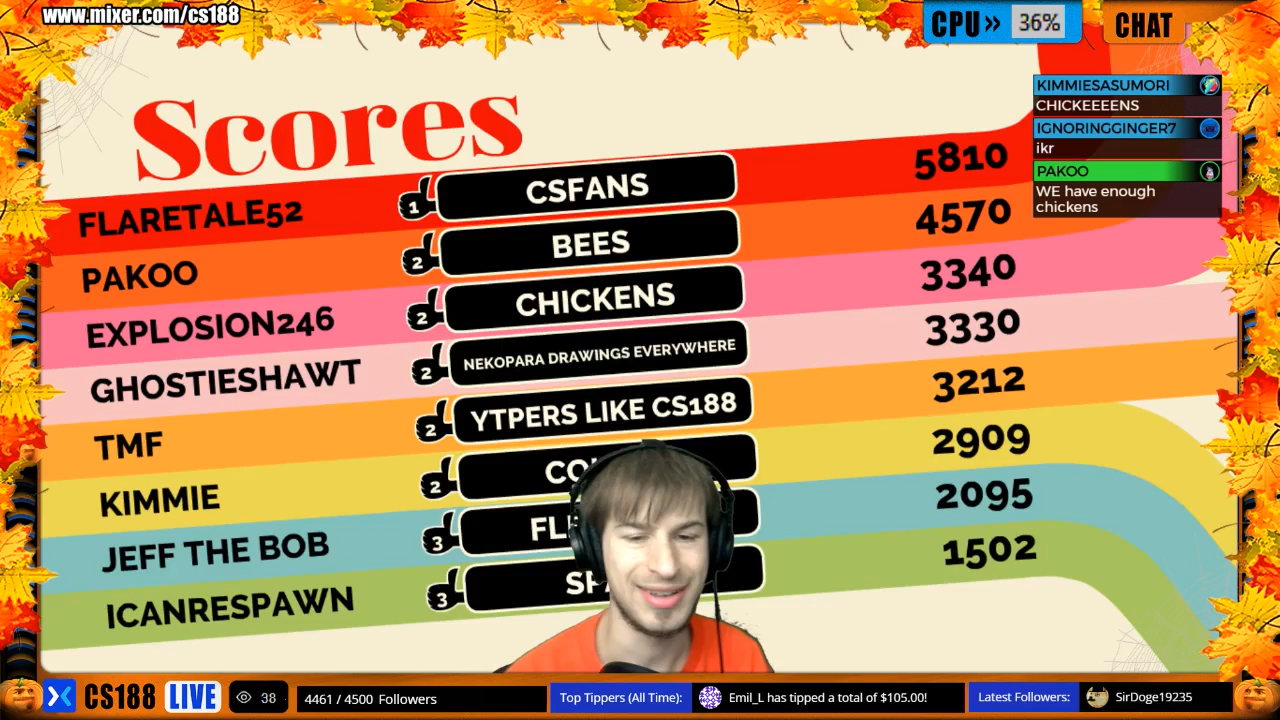 www.mixer.com/cs188
CPU»
36%
CHAT
KIMMIESASUMORI
CHICKEEEENS
IGNORINGGINGER7
ikr
PAKOO
WE have enough
chickens
Scores
FLARETALE52 1 CSFANS 5810
PAKOO 2 BEES 4570
EXPLOSION246 2 CHICKENS 3340
GHOSTIESHAWT 2 NEKOPARA DRAWINGS EVERYWHERE 3330
TMF 2 YTPERS LIKE CS188 3212
KIMMIE 2 2909
JEFF THE BOB 3 2095
ICANRESPAWN 3 1502
CS188 LIVE
38
4461 / 4500 Followers
Top Tippers (All Time):
Emil_L has tipped a total of $105.00!
Latest Followers:
SirDoge19235